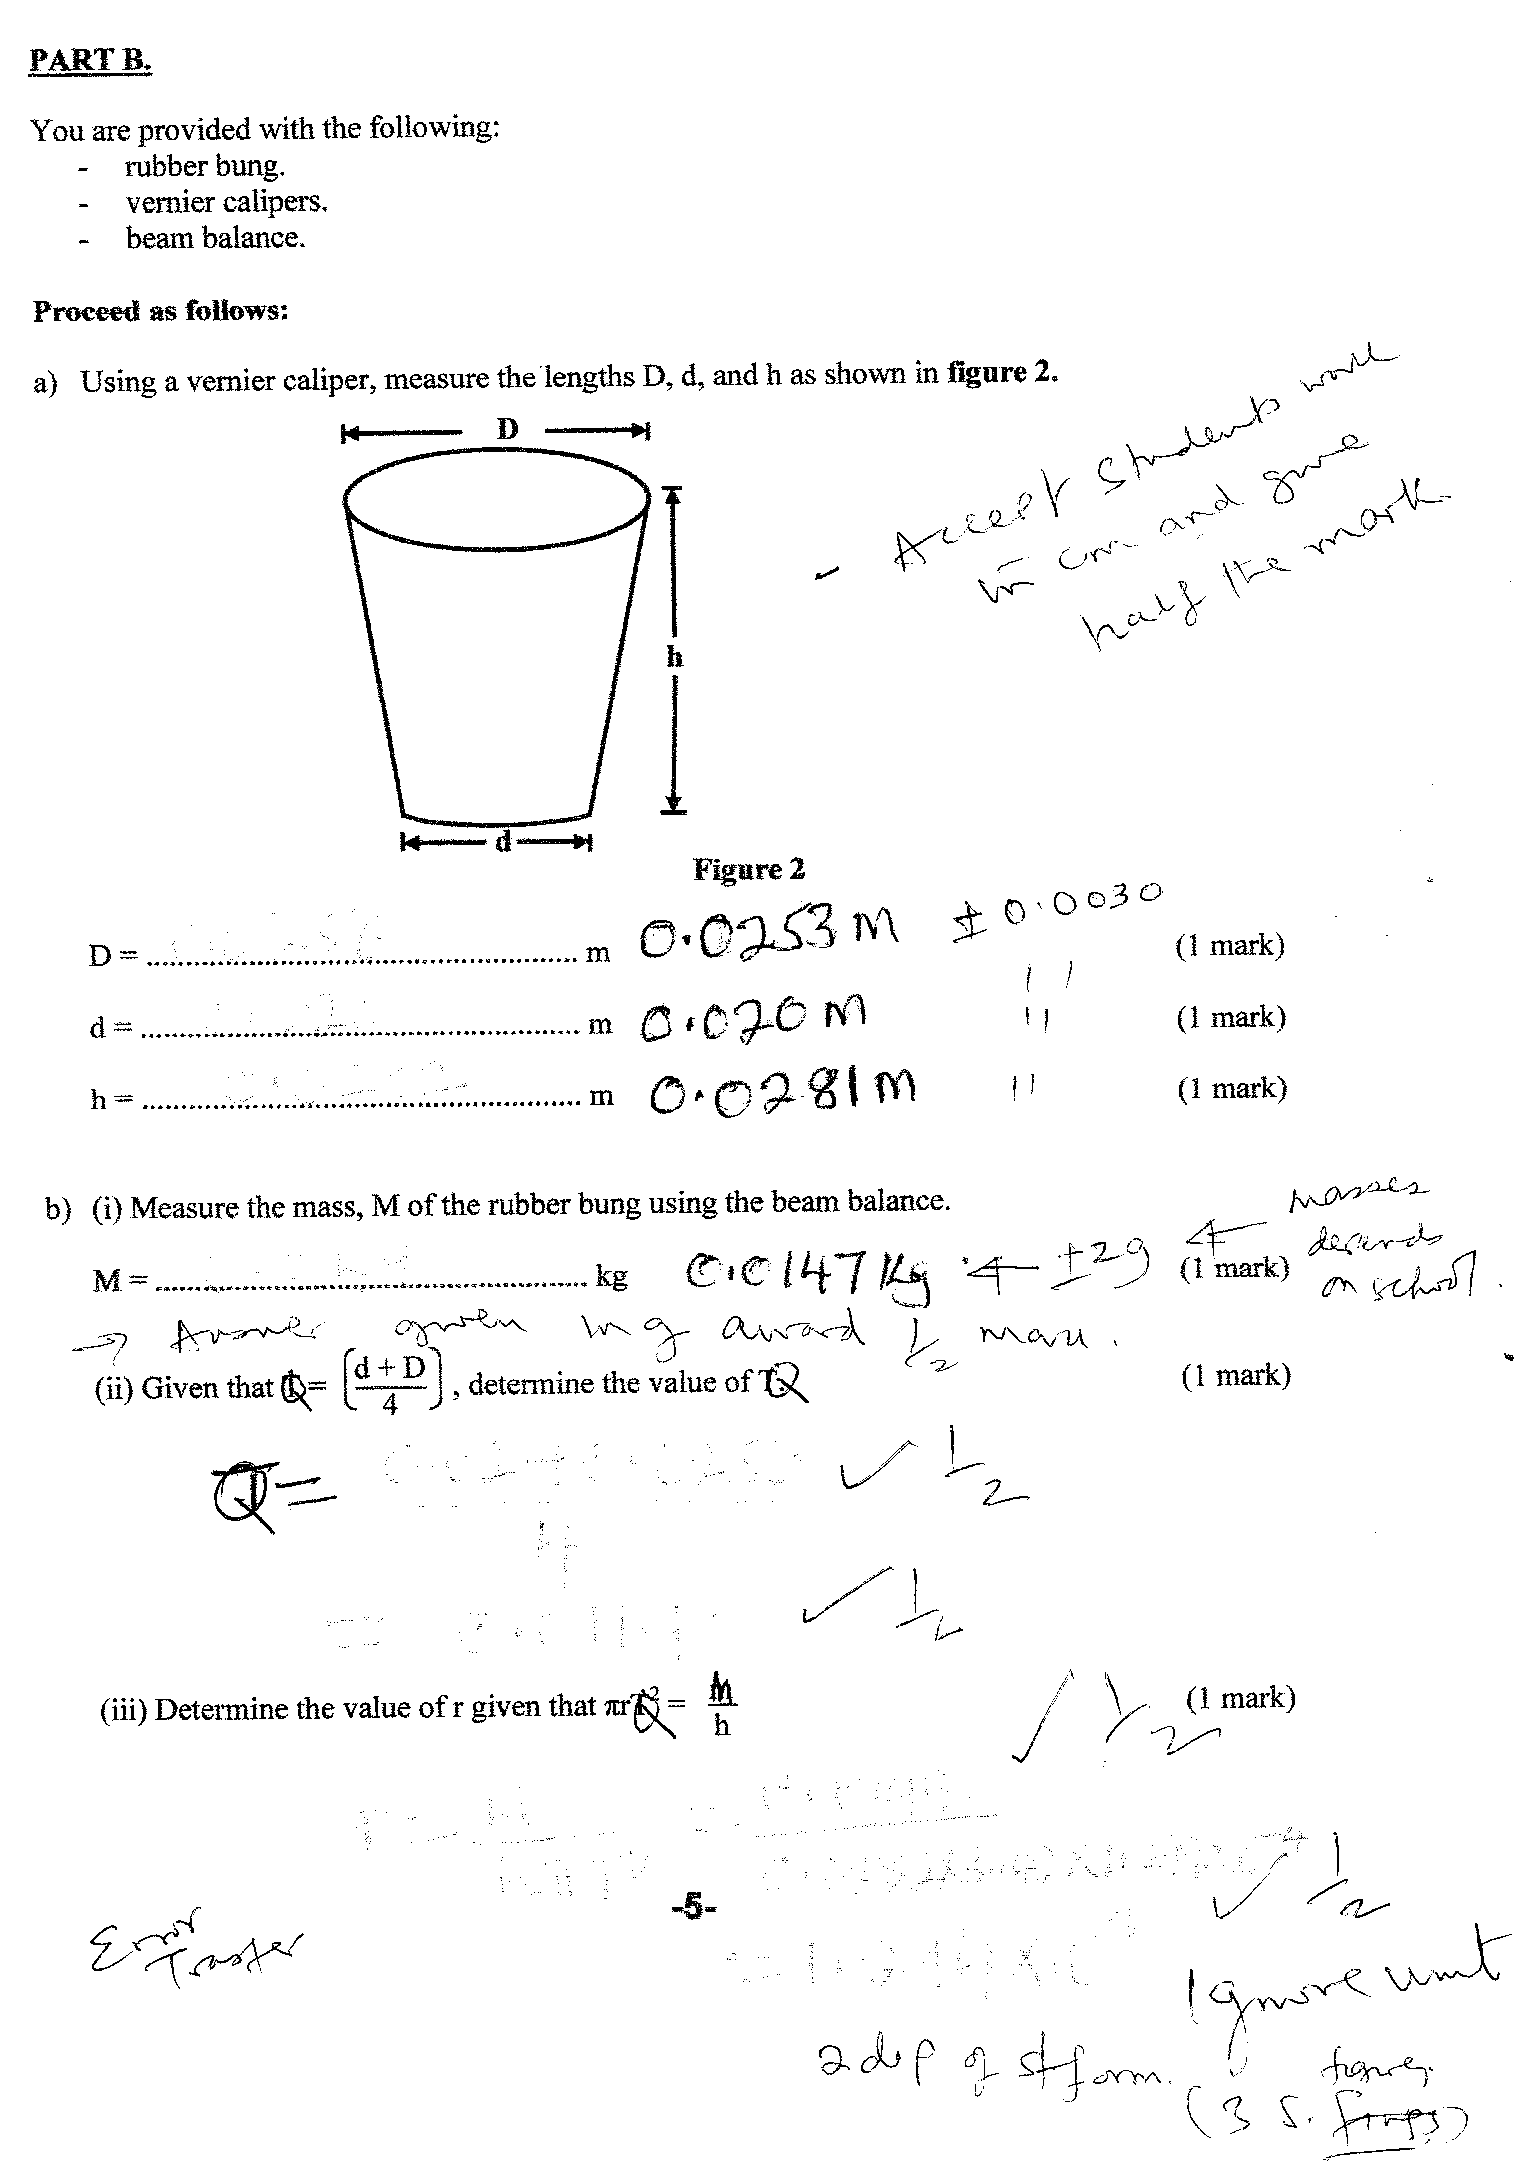 PART B.
You are provided with the following:
- rubber bung.
- vernier calipers.
- beam balance.
Proceed as follows:
a) Using a vernier caliper, measure the lengths D, d, and h as shown in figure 2.
D
h
d
- Accept Students work
in cm and give
half the mark.
Figure 2
D = ............................................... m 0.0253 M ± 0.0030 (1 mark)
d = ............................................... m 0.020 M " (1 mark)
h = ............................................... m 0.0281 M " (1 mark)
b) (i) Measure the mass, M of the rubber bung using the beam balance.
M = ............................................... kg 0.0147 Kg ← ±2g ← (1 mark)
masses
depends
on school.
→ Answer given in g award 1/2 mark.
(ii) Given that Q = [d + D / 4], determine the value of Q (1 mark)
Q = ✓ 1/2
= ✓ 1/2
(iii) Determine the value of r given that πrQ² = M/h ✓ 1/2 (1 mark)
✓ 1/2
-5-
Error
Trasfer
Ignore unit
2 d.p of st form.
(3 s. figures)